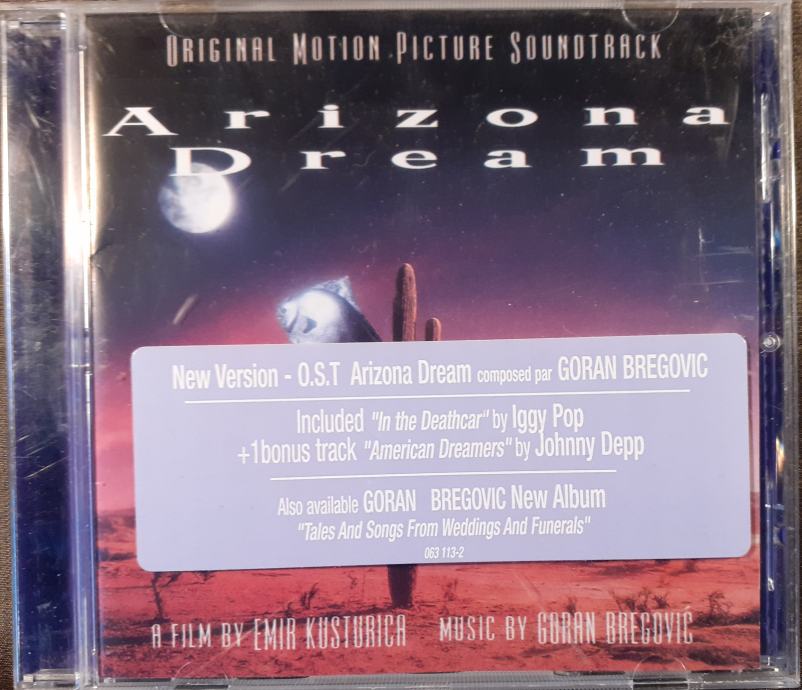 ORIGINAL MOTION PICTURE SOUNDTRACK
Arizona
Dream
New Version - O.S.T Arizona Dream composed par GORAN BREGOVIC
Included "In the Deathcar" by Iggy Pop
+1bonus track "American Dreamers" by Johnny Depp
Also available GORAN BREGOVIC New Album
"Tales And Songs From Weddings And Funerals"
063 113-2
A FILM BY EMIR KUSTURICA MUSIC BY GORAN BREGOVIĆ